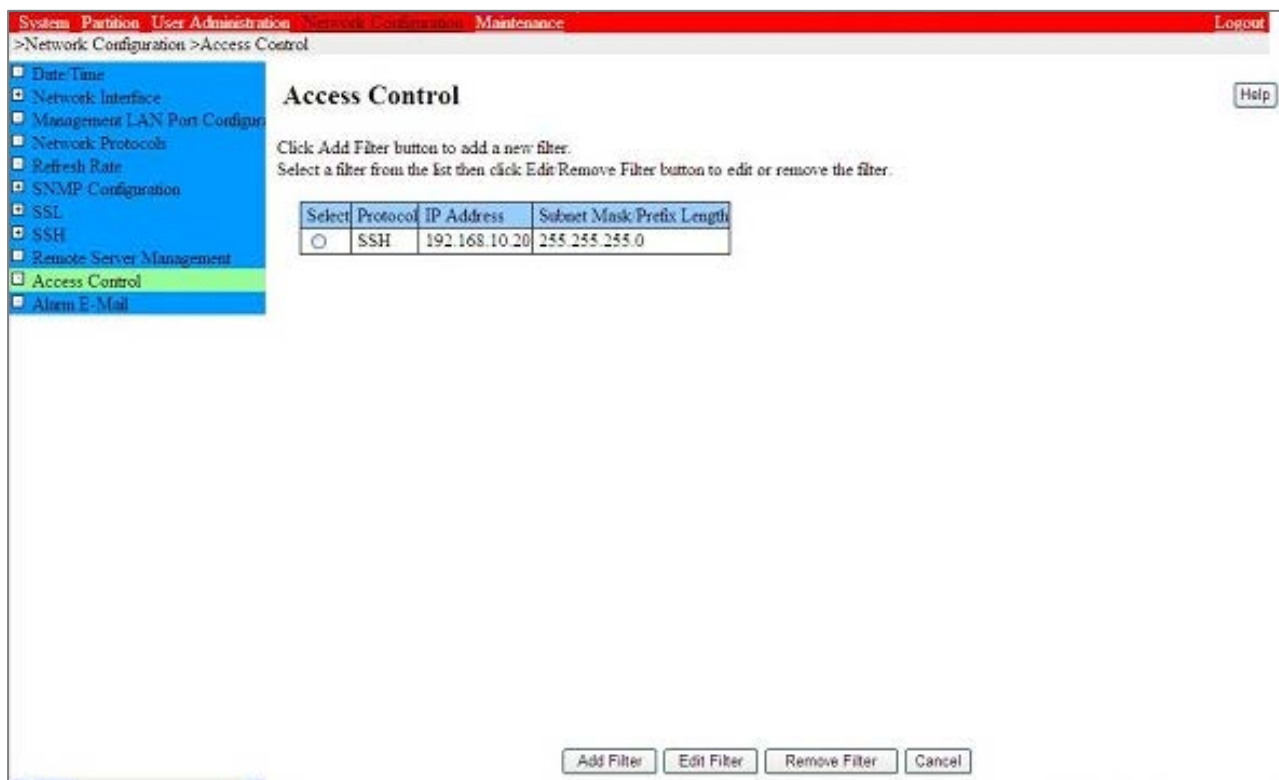 System Partition User Administration Network Configuration Maintenance Logout
>Network Configuration >Access Control
Date/Time
Network Interface
Management LAN Port Configura
Network Protocols
Refresh Rate
SNMP Configuration
SSL
SSH
Remote Server Management
Access Control
Alarm E-Mail
Access Control
Help
Click Add Filter button to add a new filter.
Select a filter from the list then click Edit/Remove Filter button to edit or remove the filter.
Select Protocol IP Address Subnet Mask/Prefix Length
SSH 192.168.10.20 255.255.255.0
Add Filter Edit Filter Remove Filter Cancel